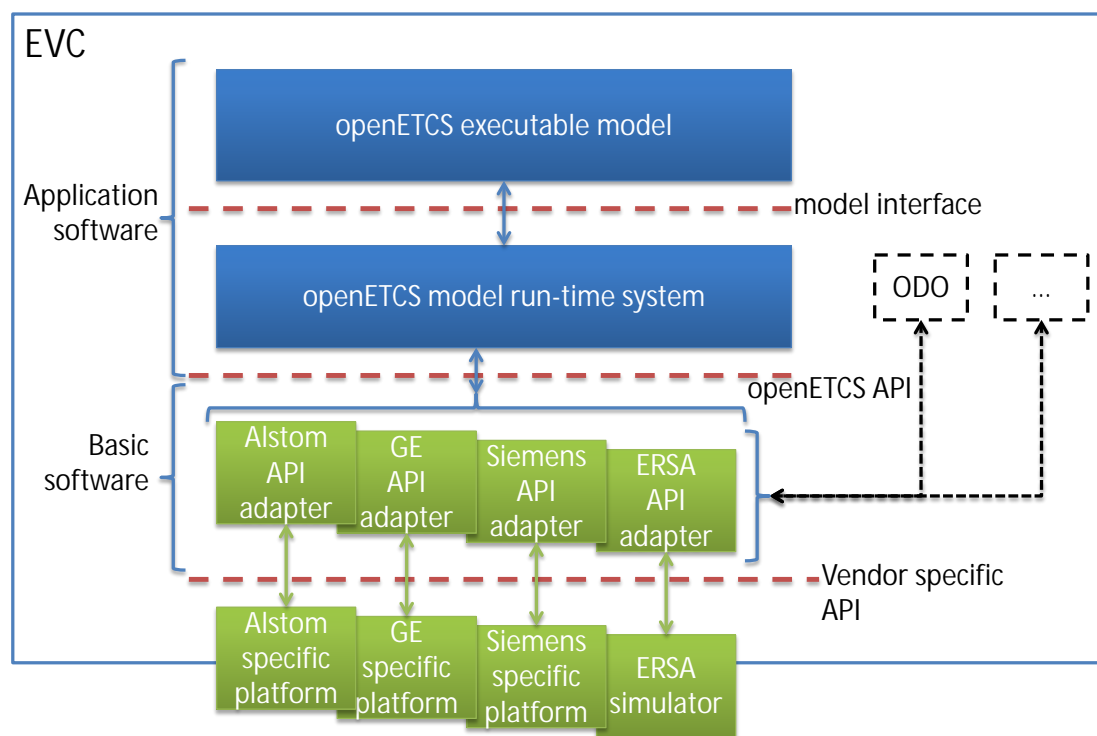 EVC
openETCS executable model
Application
software
model interface
openETCS model run-time system
ODO
...
openETCS API
Basic
software
Alstom
API
adapter
GE
API
adapter
Siemens
API
adapter
ERSA
API
adapter
Vendor specific
API
Alstom
specific
platform
GE
specific
platform
Siemens
specific
platform
ERSA
simulator